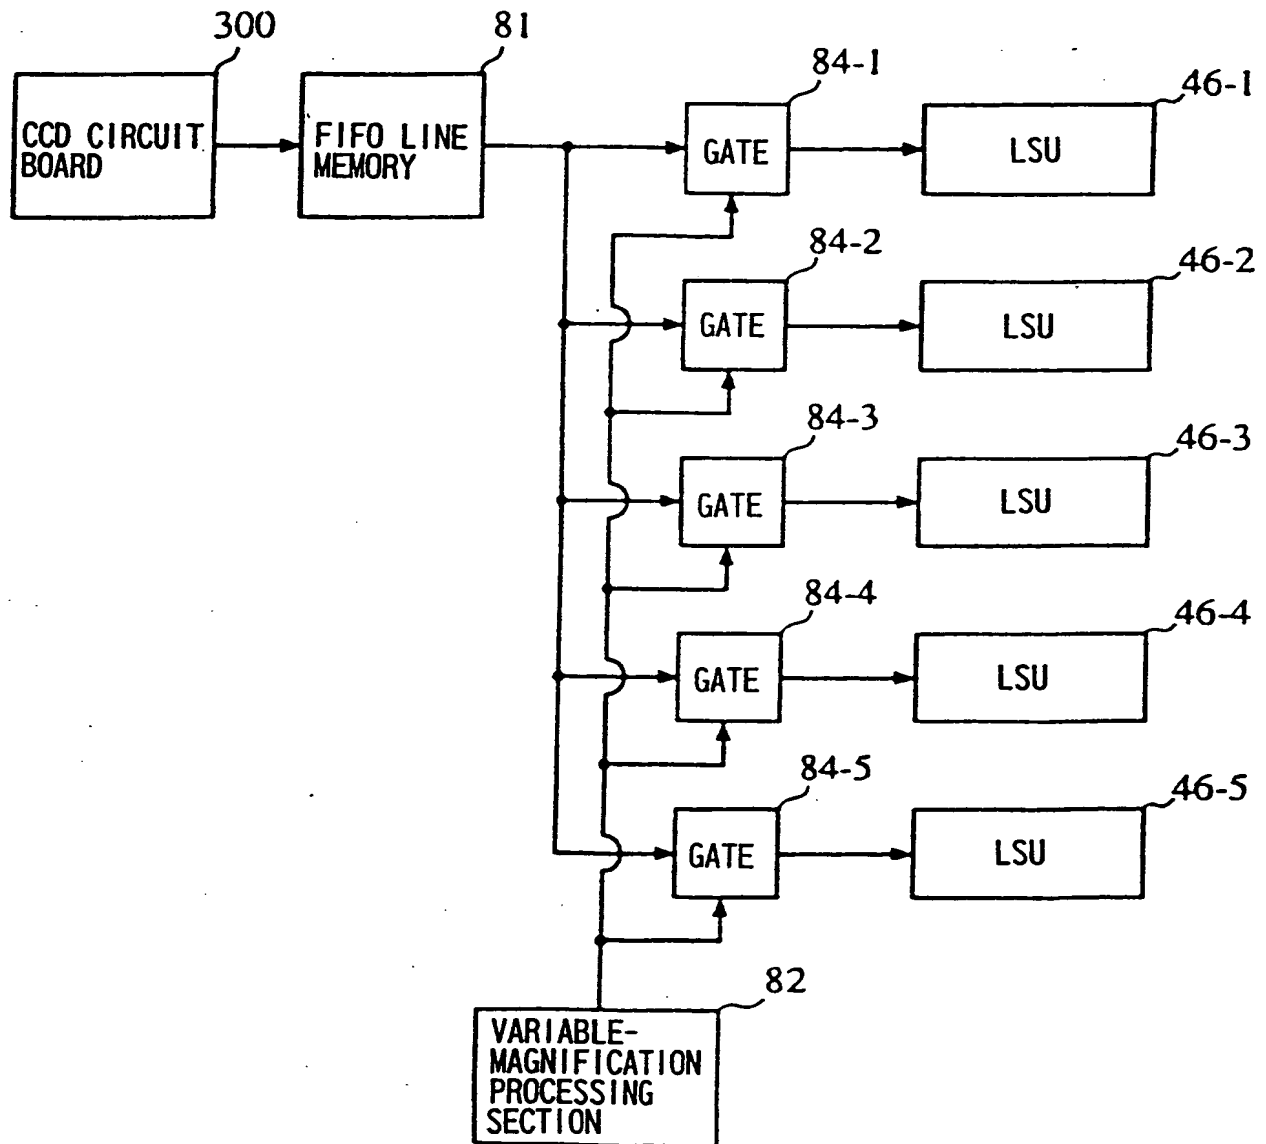 300
81
84-1
46-1
CCD CIRCUIT
BOARD
FIFO LINE
MEMORY
GATE
LSU
84-2
46-2
GATE
LSU
84-3
46-3
GATE
LSU
84-4
46-4
GATE
LSU
84-5
46-5
GATE
LSU
82
VARIABLE-
MAGNIFICATION
PROCESSING
SECTION